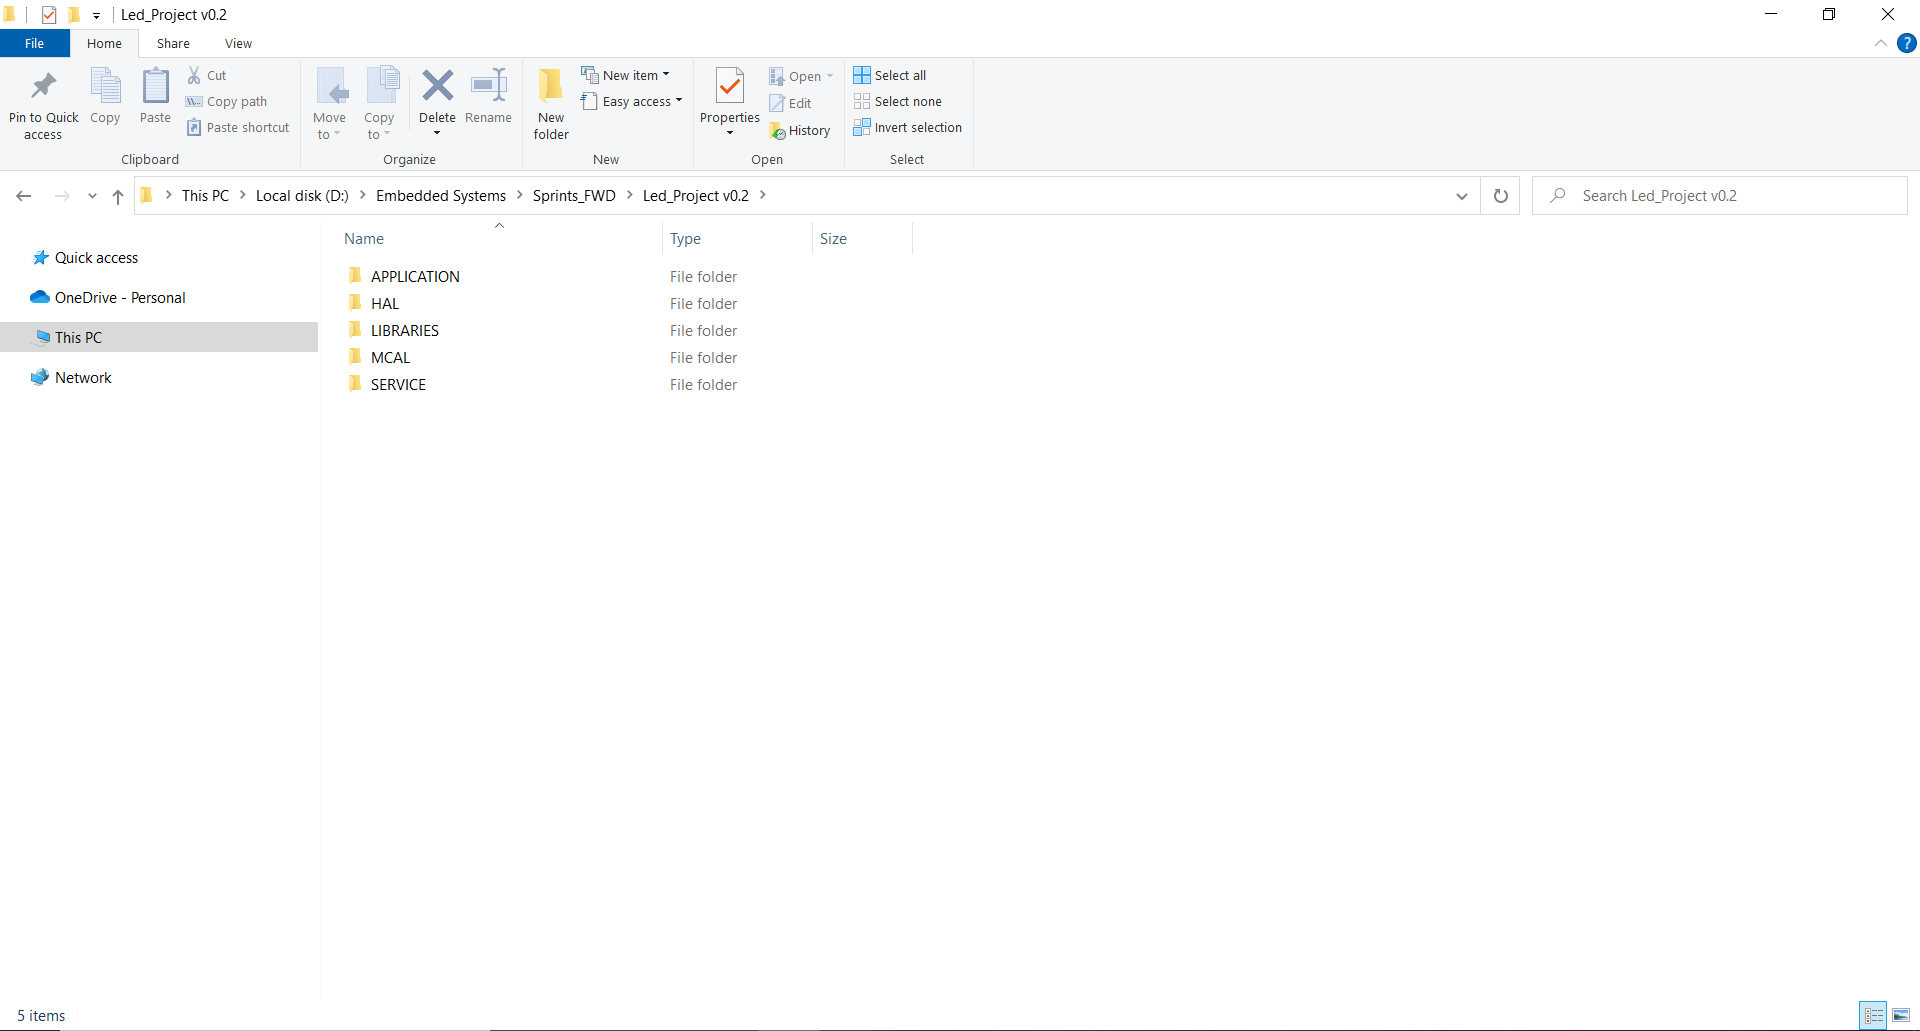 Led_Project v0.2
File Home Share View
Pin to Quick access
Copy
Paste
Cut
Copy path
Paste shortcut
Clipboard
Move to
Copy to
Delete
Rename
Organize
New folder
New item
Easy access
New
Properties
Open
Edit
History
Open
Select all
Select none
Invert selection
Select
This PC Local disk (D:) Embedded Systems Sprints_FWD Led_Project v0.2
Search Led_Project v0.2
Quick access
OneDrive - Personal
This PC
Network
Name Type Size
APPLICATION File folder
HAL File folder
LIBRARIES File folder
MCAL File folder
SERVICE File folder
5 items